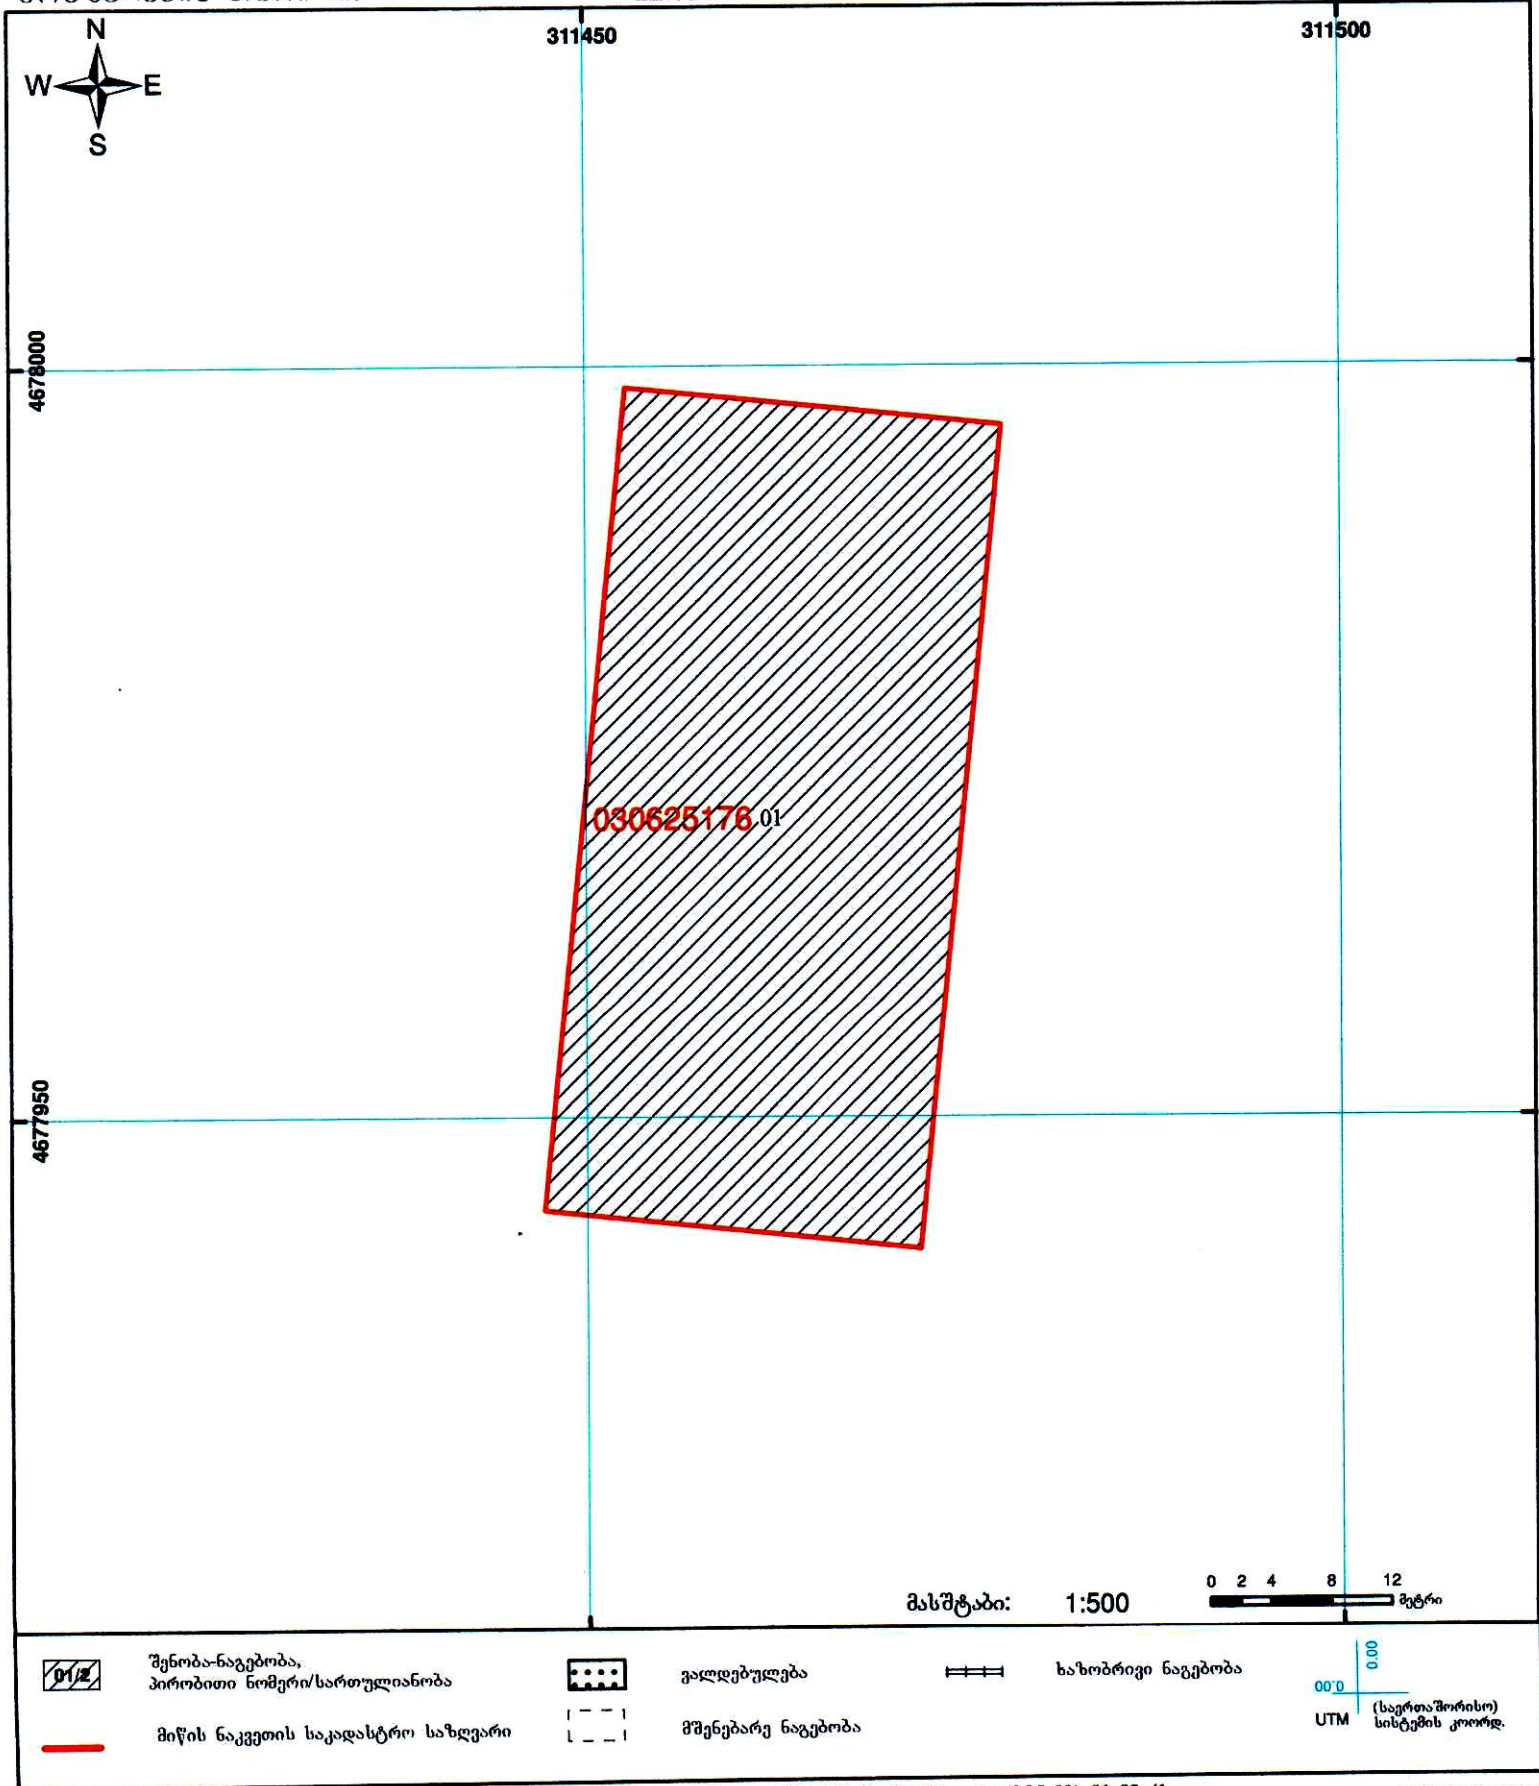 N
W E
S
311450
311500
4678000
030625176 01
4677950
მასშტაბი: 1:500
0 2 4 8 12
მეტრი
01/2
შენობა-ნაგებობა,
პირობითი ნომერი/სართულიანობა
ვალდებულება
ხაზობრივი ნაგებობა
0.00
00.0
მიწის ნაკვეთის საკადასტრო საზღვარი
მშენებარე ნაგებობა
UTM
(საერთაშორისო)
სისტემის კოორდ.